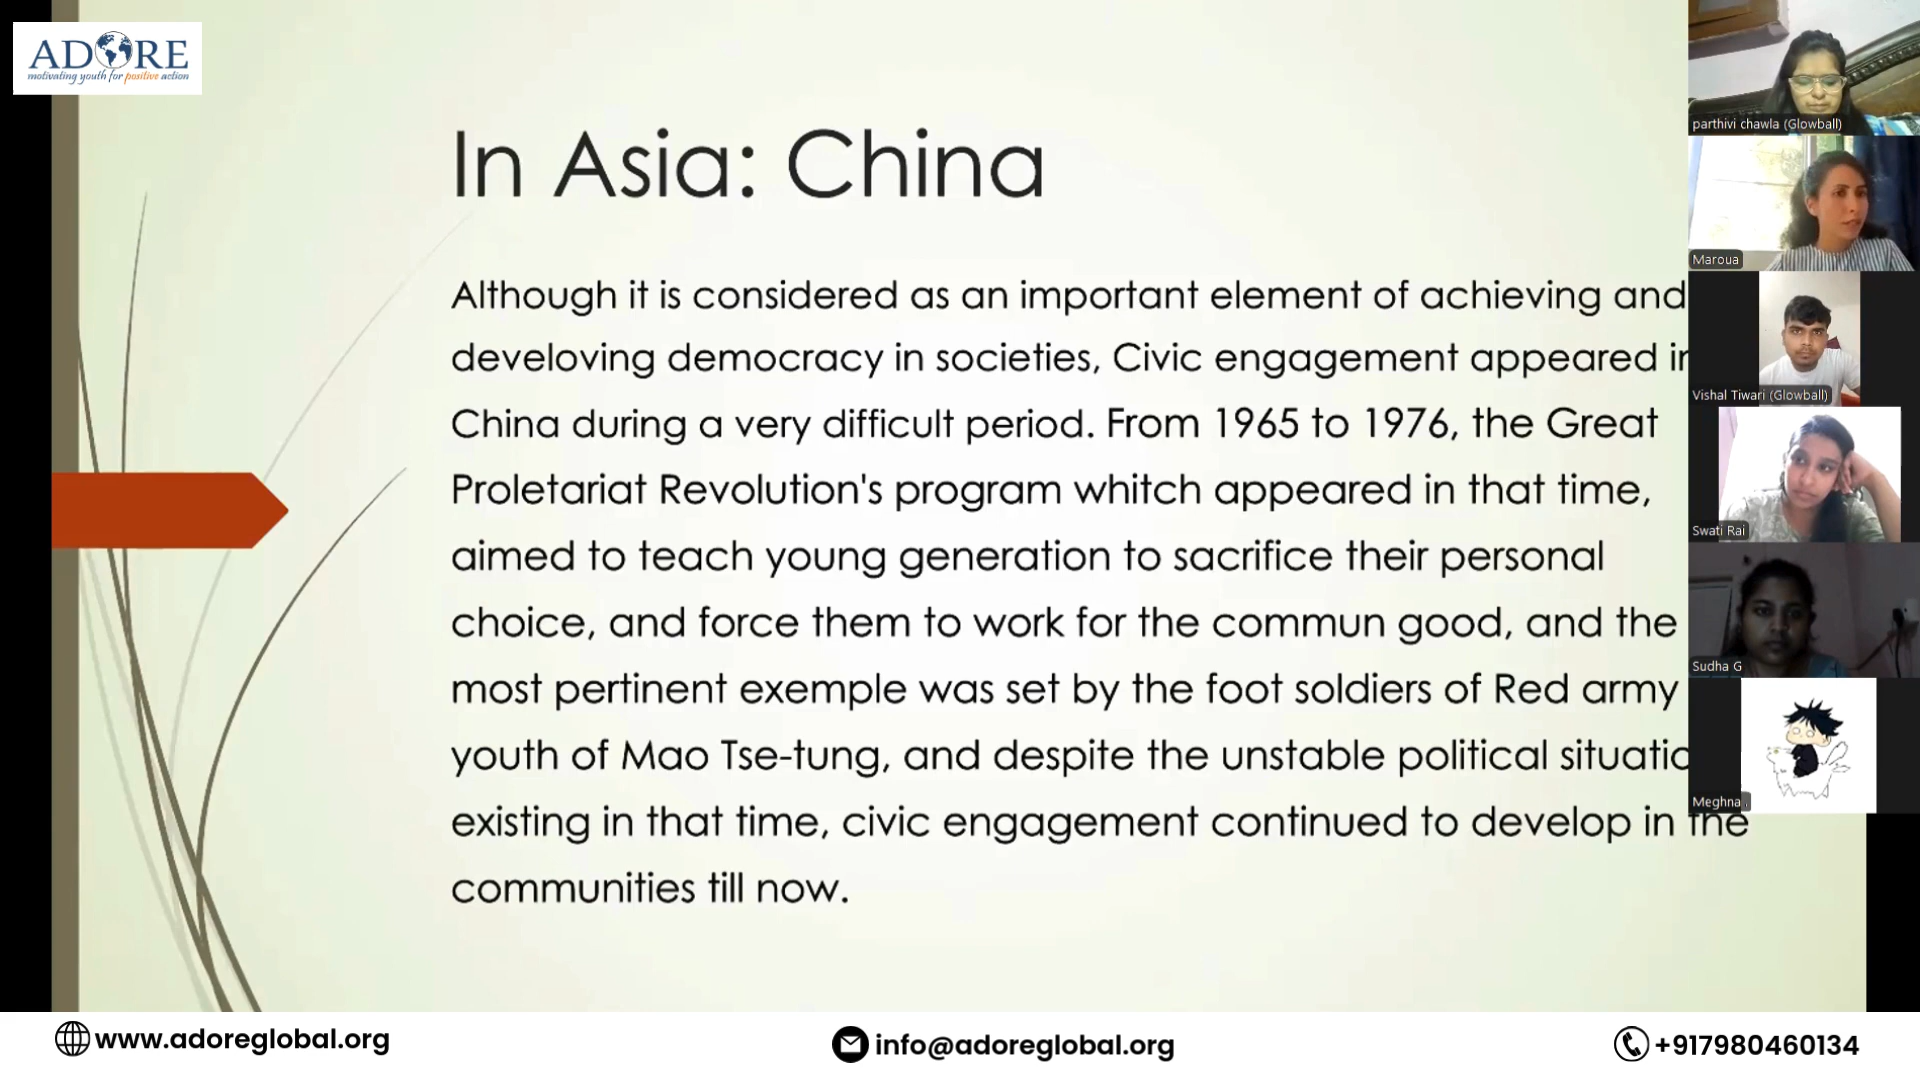 ADORE
motivating youth for positive action
In Asia: China
Although it is considered as an important element of achieving and
develoving democracy in societies, Civic engagement appeared in
China during a very difficult period. From 1965 to 1976, the Great
Proletariat Revolution's program whitch appeared in that time,
aimed to teach young generation to sacrifice their personal
choice, and force them to work for the commun good, and the
most pertinent exemple was set by the foot soldiers of Red army
youth of Mao Tse-tung, and despite the unstable political situatio
existing in that time, civic engagement continued to develop in the
communities till now.
parthivi chawla (Glowball)
Maroua
Vishal Tiwari (Glowball)
Swati Rai
Sudha G
Meghna .
www.adoreglobal.org
info@adoreglobal.org
+917980460134